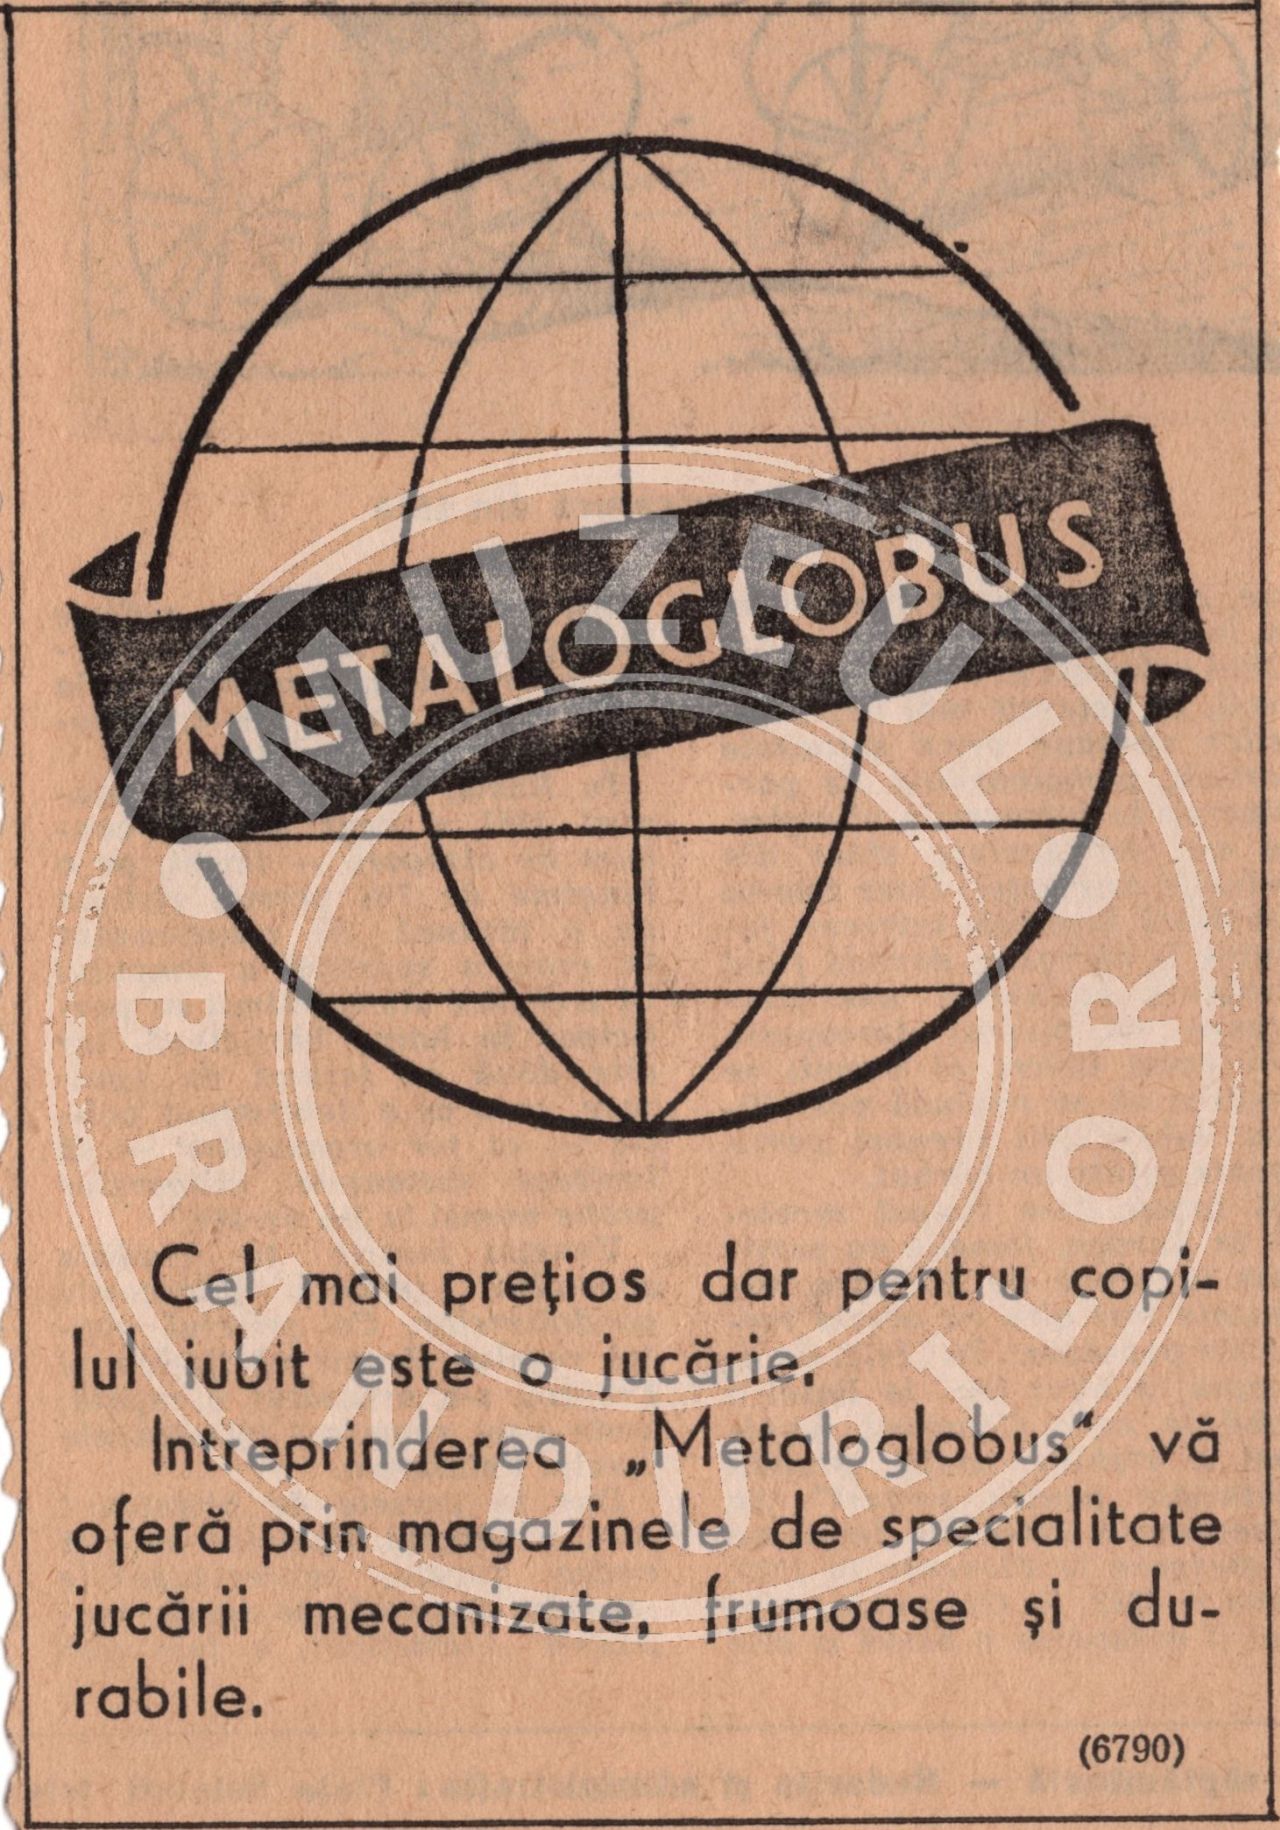 METALOGLOBUS
MUZEUL
BRANDURILOR
Cel mai prețios dar pentru copi-
lul iubit este o jucărie.
Intreprinderea „Metaloglobus“ vă
oferă prin magazinele de specialitate
jucării mecanizate, frumoase și du-
rabile.
(6790)